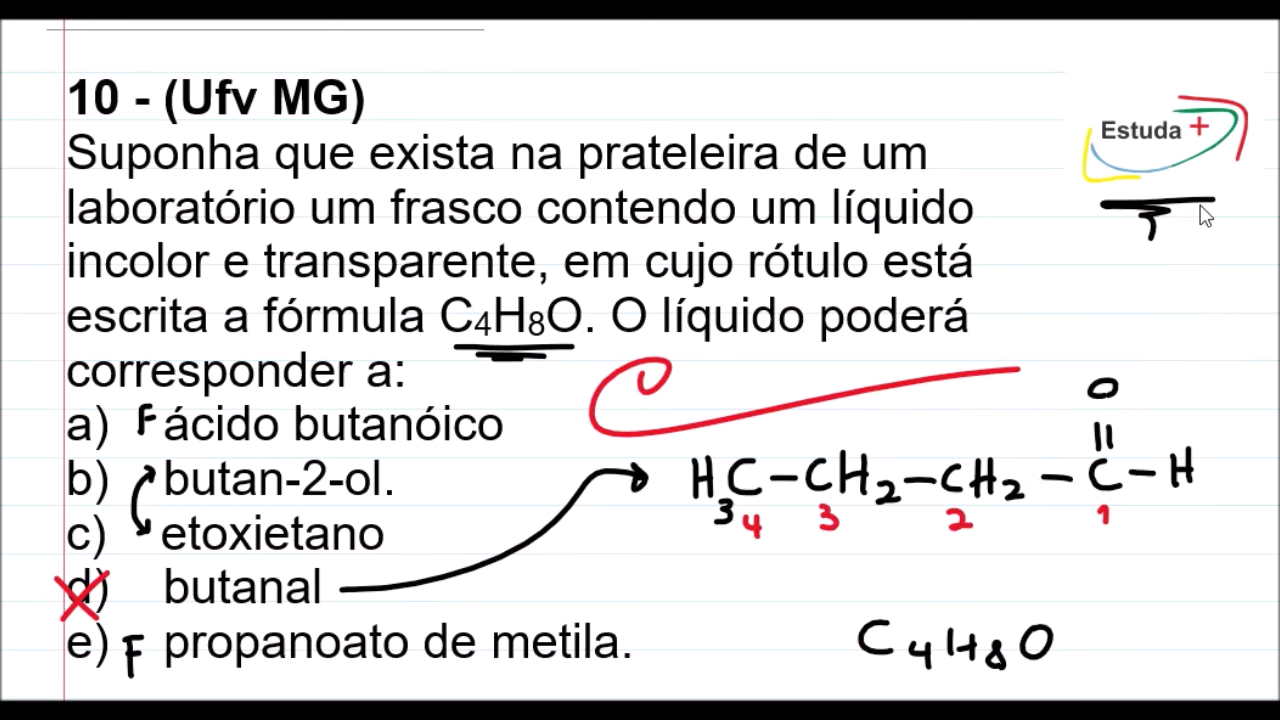 10 - (Ufv MG)
Estuda +
Suponha que exista na prateleira de um
laboratório um frasco contendo um líquido
incolor e transparente, em cujo rótulo está
escrita a fórmula C4H8O. O líquido poderá
corresponder a:
a) F ácido butanóico
b) butan-2-ol.
c) etoxietano
d) butanal
e) F propanoato de metila.
O
||
H3C-CH2-CH2-C-H
4 3 2 1
C4H8O